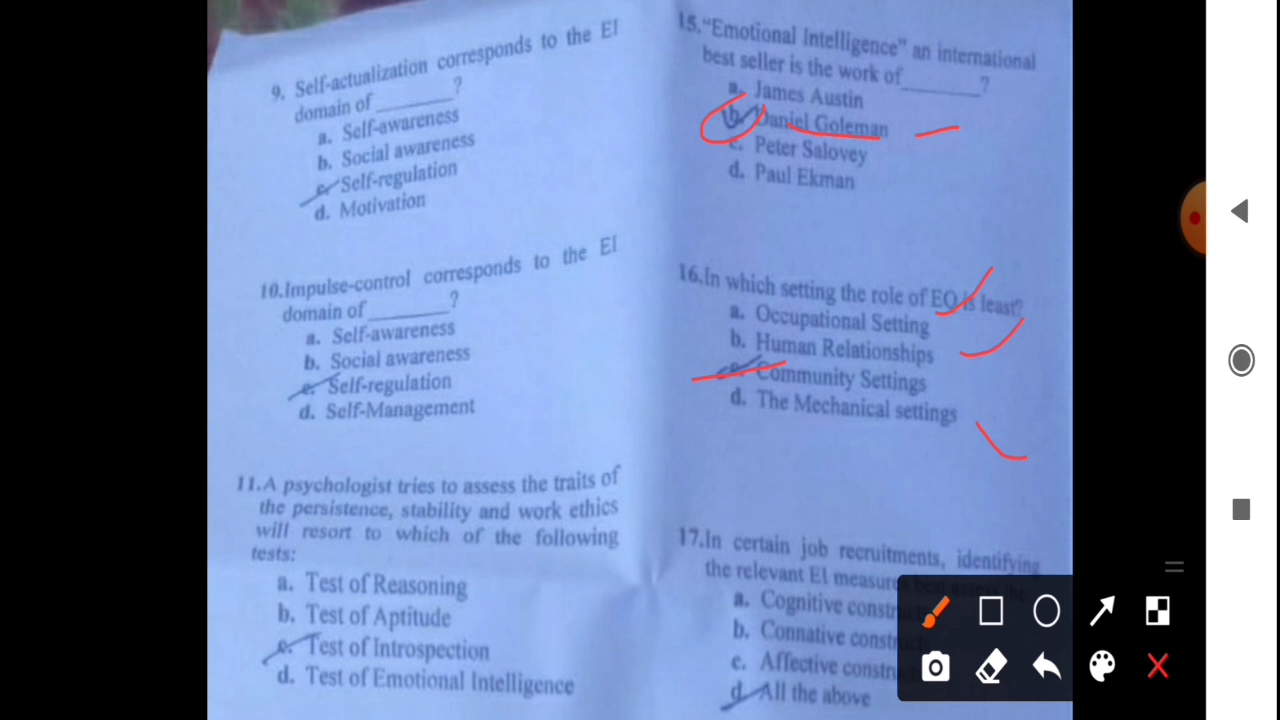 9. Self-actualization corresponds to the EI
domain of ________?
a. Self-awareness
b. Social awareness
c. Self-regulation
d. Motivation
10.Impulse-control corresponds to the EI
domain of ________?
a. Self-awareness
b. Social awareness
c. Self-regulation
d. Self-Management
11.A psychologist tries to assess the traits of
the persistence, stability and work ethics
will resort to which of the following
tests:
a. Test of Reasoning
b. Test of Aptitude
c. Test of Introspection
d. Test of Emotional Intelligence
15."Emotional Intelligence" an international
best seller is the work of ________?
a. James Austin
b. Daniel Goleman
c. Peter Salovey
d. Paul Ekman
16.In which setting the role of EQ is least?
a. Occupational Setting
b. Human Relationships
c. Community Settings
d. The Mechanical settings
17.In certain job recruitments, identifying
the relevant EI measures best assess the
a. Cognitive
b. Connative
c. Affective
d. All the above